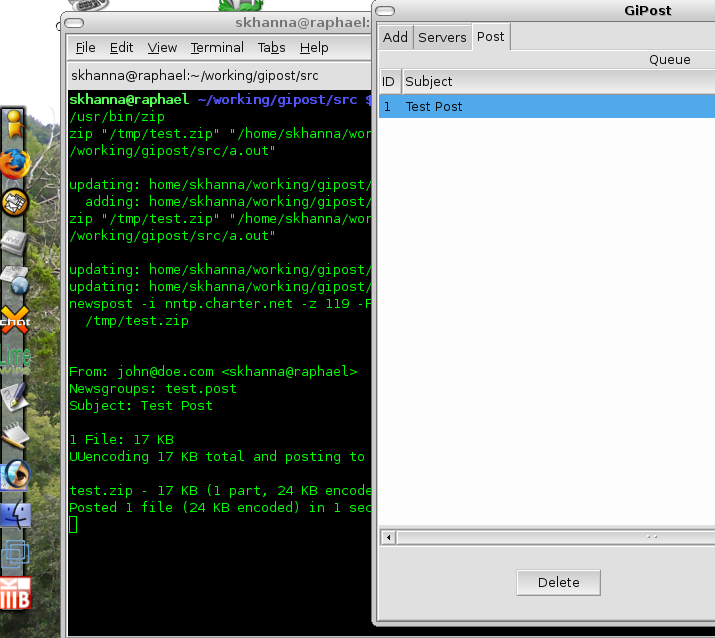 skhanna@raphael:
File Edit View Terminal Tabs Help
skhanna@raphael:~/working/gipost/src
skhanna@raphael ~/working/gipost/src $
/usr/bin/zip
zip "/tmp/test.zip" "/home/skhanna/wor
/working/gipost/src/a.out"
updating: home/skhanna/working/gipost/
adding: home/skhanna/working/gipost/
zip "/tmp/test.zip" "/home/skhanna/wor
/working/gipost/src/a.out"
updating: home/skhanna/working/gipost/
updating: home/skhanna/working/gipost/
newspost -i nntp.charter.net -z 119 -F
/tmp/test.zip
From: john@doe.com <skhanna@raphael>
Newsgroups: test.post
Subject: Test Post
1 File: 17 KB
UUencoding 17 KB total and posting to
test.zip - 17 KB (1 part, 24 KB encode
Posted 1 file (24 KB encoded) in 1 sec
GiPost
Add Servers Post
Queue
ID Subject
1 Test Post
Delete